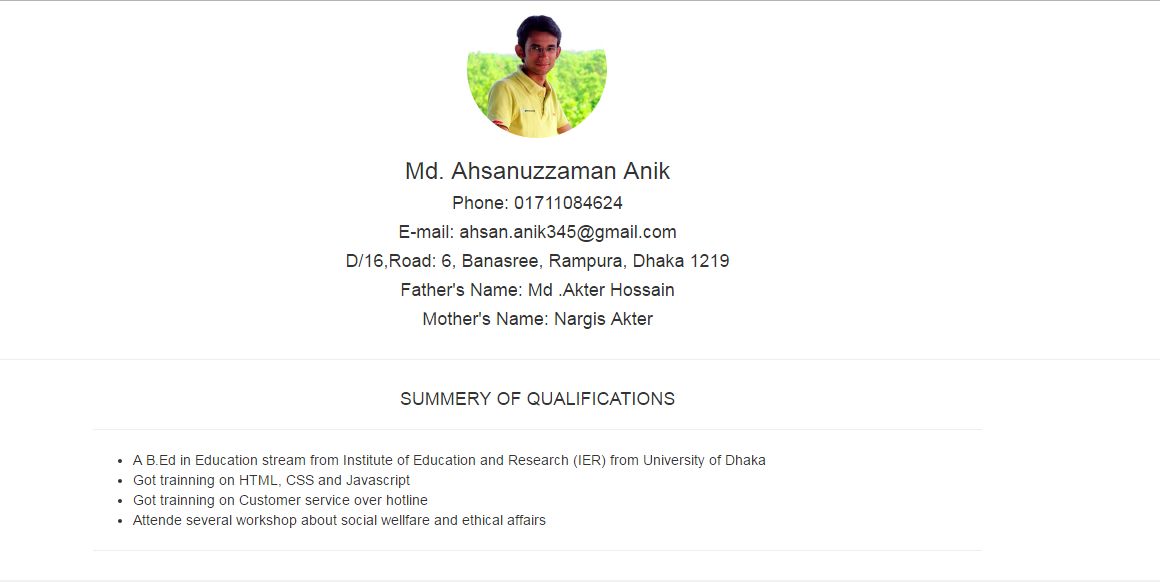 Md. Ahsanuzzaman Anik
Phone: 01711084624
E-mail: ahsan.anik345@gmail.com
D/16,Road: 6, Banasree, Rampura, Dhaka 1219
Father's Name: Md .Akter Hossain
Mother's Name: Nargis Akter
SUMMERY OF QUALIFICATIONS
• A B.Ed in Education stream from Institute of Education and Research (IER) from University of Dhaka
• Got trainning on HTML, CSS and Javascript
• Got trainning on Customer service over hotline
• Attende several workshop about social wellfare and ethical affairs